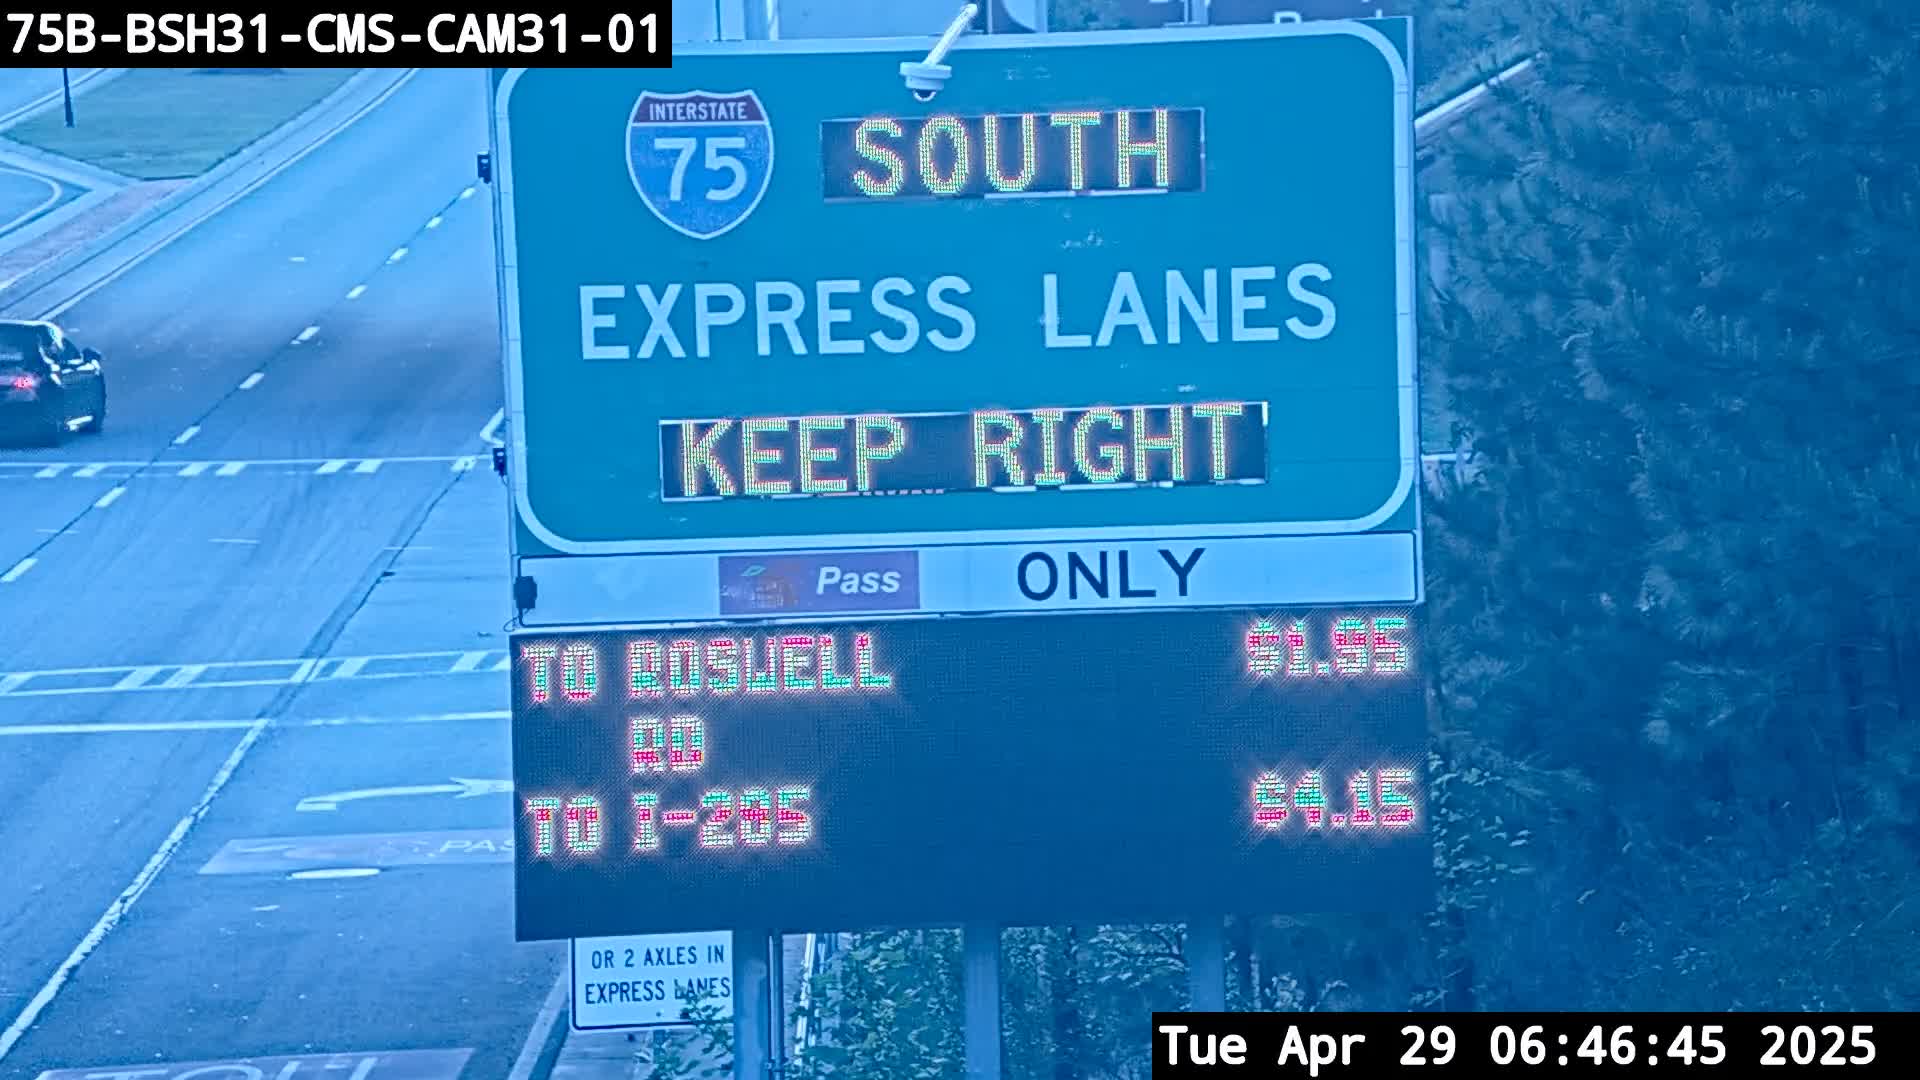 75B-BSH31-CMS-CAM31-01
INTERSTATE
75
SOUTH
EXPRESS LANES
KEEP RIGHT
Pass ONLY
TO ROSWELL $1.95
RD
TO I-285 $4.15
OR 2 AXLES IN
EXPRESS LANES
Tue Apr 29 06:46:45 2025